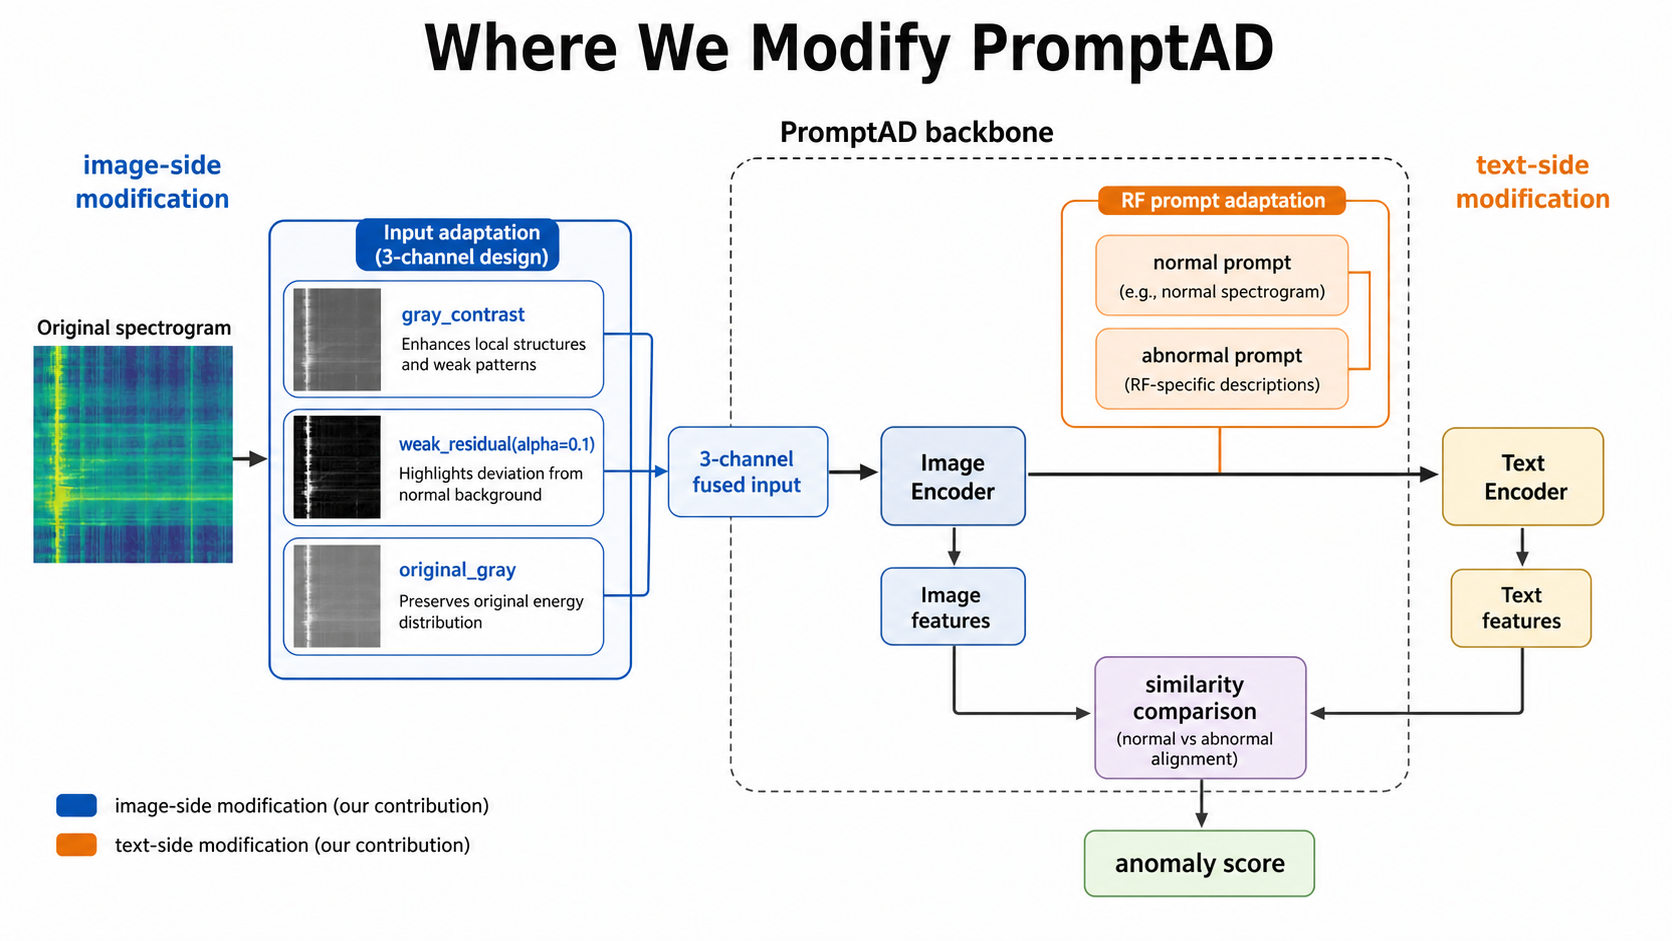 Where We Modify PromptAD
PromptAD backbone
image-side
modification
text-side
modification
RF prompt adaptation
Input adaptation
(3-channel design)
normal prompt
(e.g., normal spectrogram)
gray_contrast
Enhances local structures
and weak patterns
Original spectrogram
abnormal prompt
(RF-specific descriptions)
weak_residual(alpha=0.1)
Highlights deviation from
normal background
3-channel
fused input
Image
Encoder
Text
Encoder
original_gray
Preserves original energy
distribution
Image
features
Text
features
similarity
comparison
(normal vs abnormal
alignment)
image-side modification (our contribution)
text-side modification (our contribution)
anomaly score